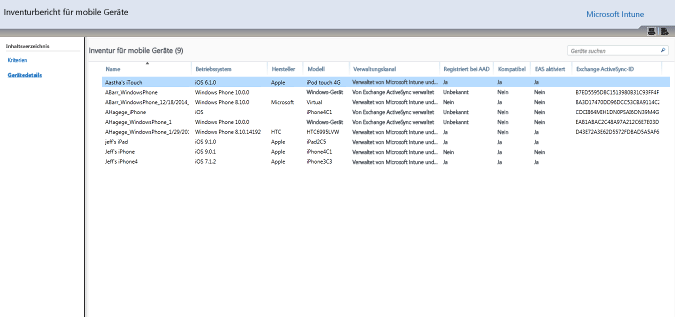 Inventurbericht für mobile Geräte
Microsoft Intune
Inhaltsverzeichnis
Kriterien
Gerätedetails
Inventur für mobile Geräte (9)
Geräte suchen
Name Betriebssystem Hersteller Modell Verwaltungskanal Registriert bei AAD Kompatibel EAS aktiviert Exchange ActiveSync-ID
Aastha's iTouch iOS 6.1.0 Apple iPod touch 4G Verwaltet von Microsoft Intune und... Ja Ja Ja
ABarr_WindowsPhone Windows Phone 10.0.0 Windows-Gerät Von Exchange ActiveSync verwaltet Unbekannt Nein Nein
ABarr_WindowsPhone_12/18/2014_ Windows Phone 8.10.0 Microsoft Virtual Verwaltet von Microsoft Intune und... Nein Ja Nein
AHagege_iPhone iOS iPhone4C1 Von Exchange ActiveSync verwaltet Unbekannt Nein Nein
AHagege_WindowsPhone_1 Windows Phone 10.0.0 Windows-Gerät Von Exchange ActiveSync verwaltet Unbekannt Nein Nein
AHagege_WindowsPhone_1/29/201 Windows Phone 8.10.14192 HTC HTC6995LVW Verwaltet von Microsoft Intune und... Ja Ja Ja
jeff's iPad iOS 9.1.0 Apple iPad2C5 Verwaltet von Microsoft Intune und... Ja Ja Ja
Jeff's iPhone iOS 9.0.1 Apple iPhone4C1 Verwaltet von Microsoft Intune und... Nein Ja Nein
Jeff's iPhone4 iOS 7.1.2 Apple iPhone3C3 Verwaltet von Microsoft Intune und... Ja Ja Ja